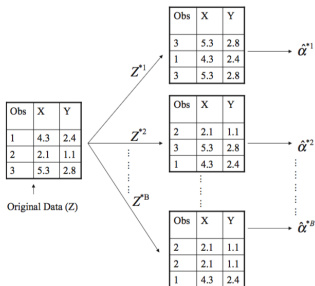 Obs X Y
1 4.3 2.4
2 2.1 1.1
3 5.3 2.8
Original Data (Z)
Z*1
Z*2
Z*B
Obs X Y
3 5.3 2.8
1 4.3 2.4
3 5.3 2.8
α̂*1
Obs X Y
2 2.1 1.1
3 5.3 2.8
1 4.3 2.4
α̂*2
Obs X Y
2 2.1 1.1
2 2.1 1.1
1 4.3 2.4
α̂*B